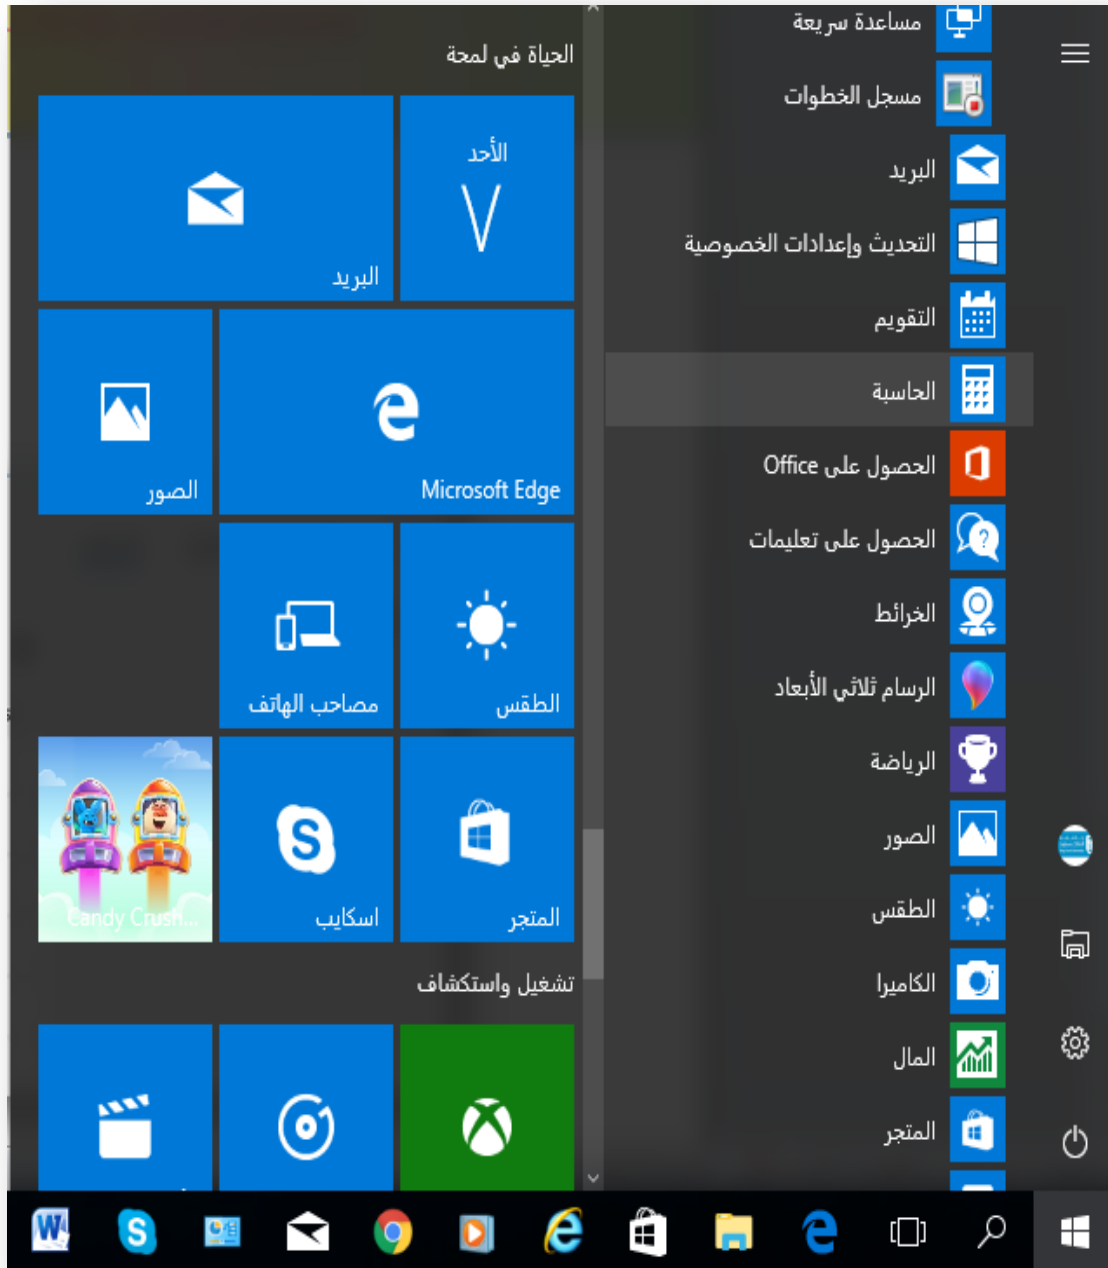 مساعدة سريعة
مسجل الخطوات
البريد
التحديث وإعدادات الخصوصية
التقويم
الحاسبة
الحصول على Office
الحصول على تعليمات
الخرائط
الرسام ثلاثي الأبعاد
الرياضة
الصور
الطقس
الكاميرا
المال
المتجر
الحياة في لمحة
الأحد
٧
البريد
Microsoft Edge
الصور
الطقس
مصاحب الهاتف
المتجر
اسكايب
Candy Crush...
تشغيل واستكشاف